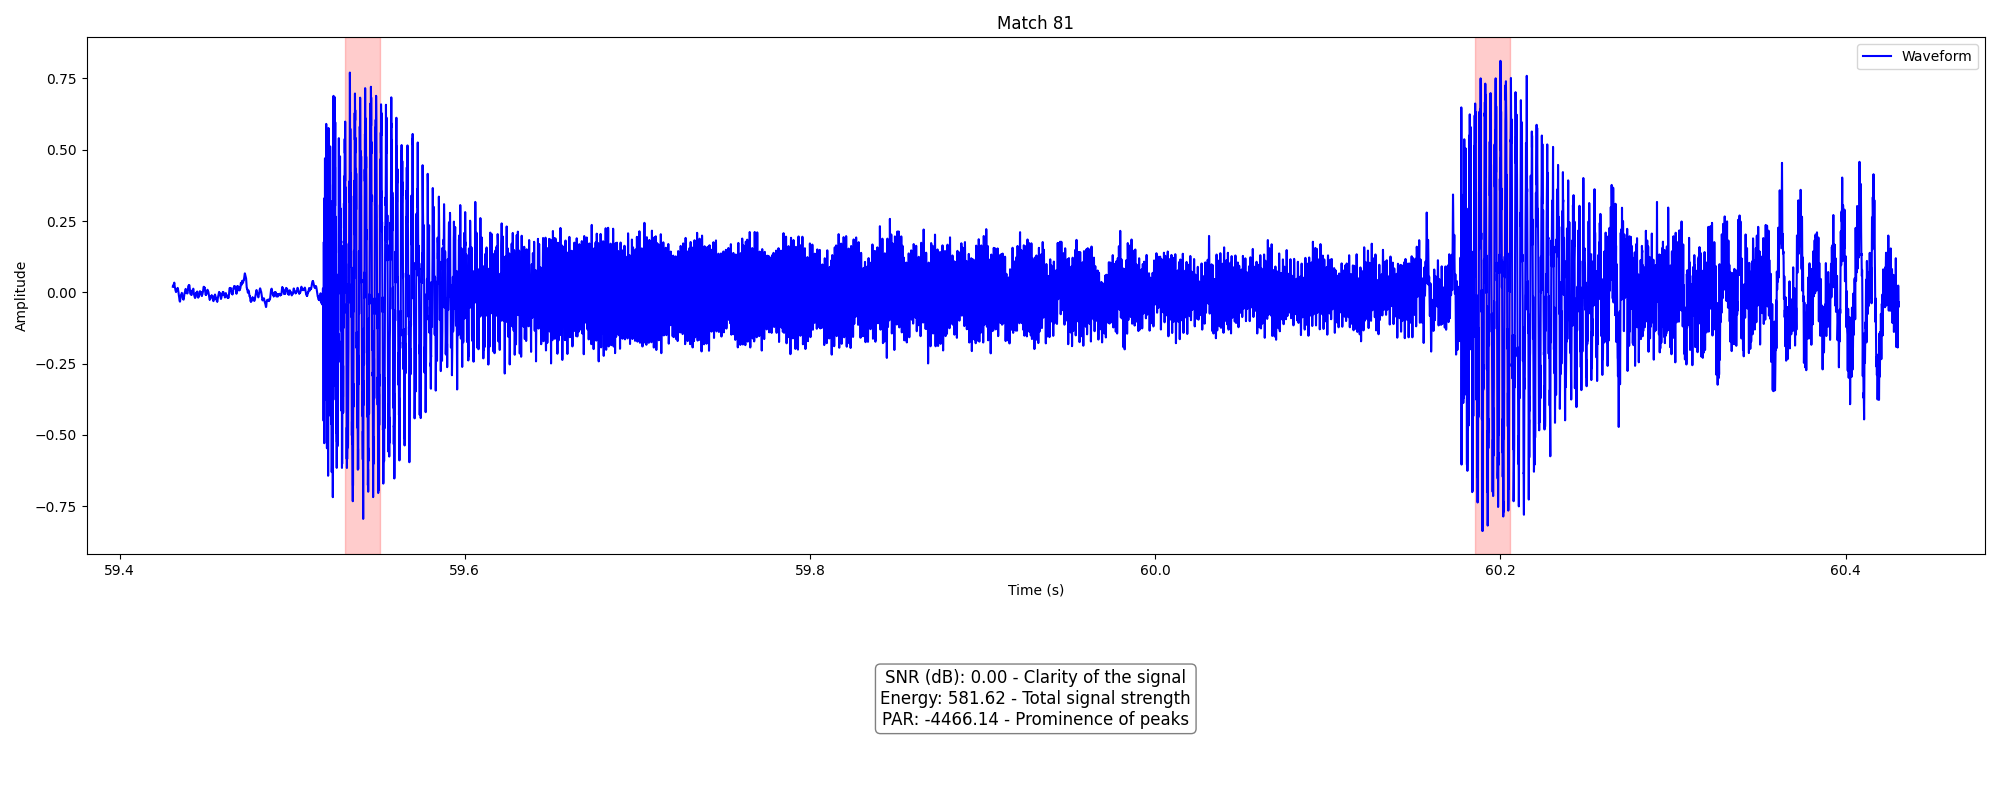 Match 81
Waveform
Amplitude
0.75
0.50
0.25
0.00
−0.25
−0.50
−0.75
59.4 59.6 59.8 60.0 60.2 60.4
Time (s)
SNR (dB): 0.00 - Clarity of the signal
Energy: 581.62 - Total signal strength
PAR: -4466.14 - Prominence of peaks